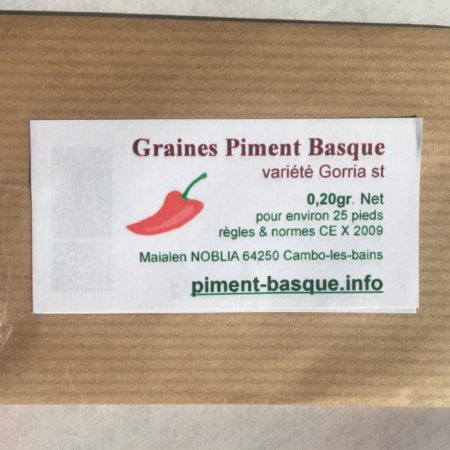 Graines Piment Basque
variété Gorria st
0,20gr. Net
pour environ 25 pieds
règles & normes CE X 2009
Maialen NOBLIA 64250 Cambo-les-bains
piment-basque.info